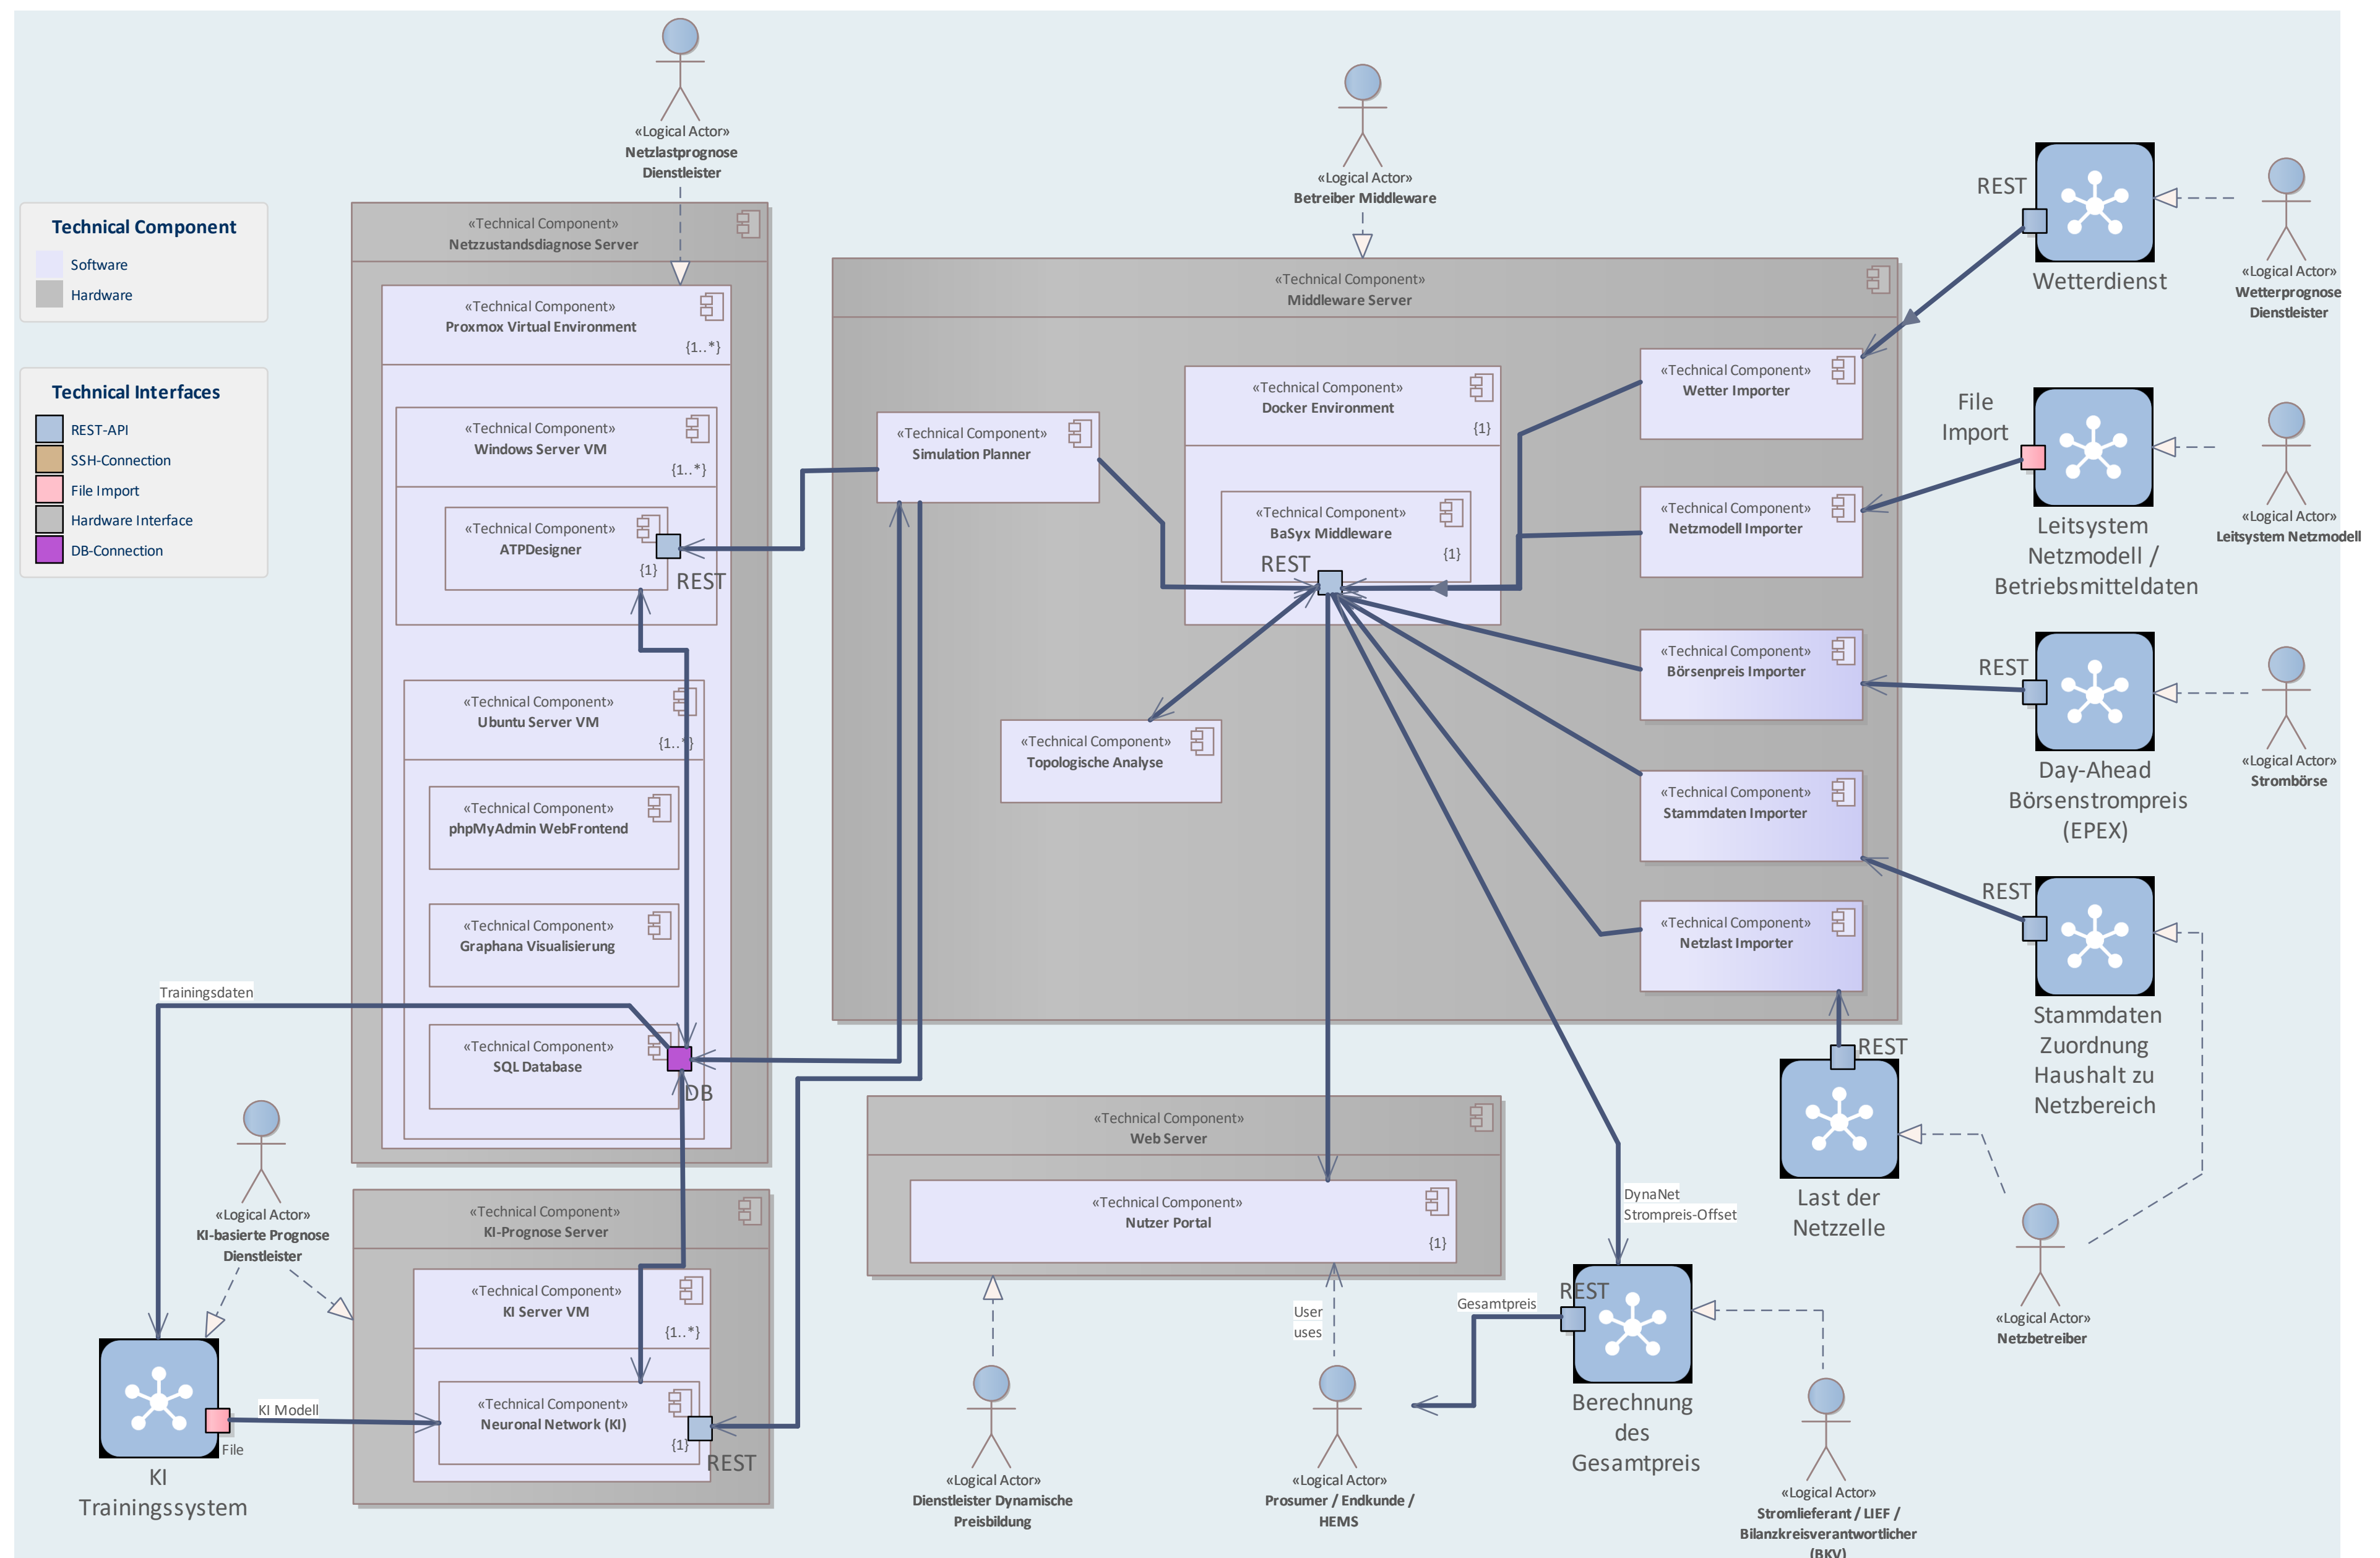 «Logical Actor»
Netzlastprognose
Dienstleister
«Logical Actor»
Betreiber Middleware
Technical Component
Software
Hardware
Technical Interfaces
REST-API
SSH-Connection
File Import
Hardware Interface
DB-Connection
«Technical Component»
Netzzustandsdiagnose Server
«Technical Component»
Proxmox Virtual Environment
{1..*}
«Technical Component»
Windows Server VM
{1..*}
«Technical Component»
ATPDesigner
{1}
REST
«Technical Component»
Ubuntu Server VM
{1..*}
«Technical Component»
phpMyAdmin WebFrontend
«Technical Component»
Graphana Visualisierung
«Technical Component»
SQL Database
DB
Trainingsdaten
«Technical Component»
Middleware Server
«Technical Component»
Simulation Planner
«Technical Component»
Docker Environment
{1}
«Technical Component»
BaSyx Middleware
{1}
REST
«Technical Component»
Topologische Analyse
«Technical Component»
Wetter Importer
«Technical Component»
Netzmodell Importer
«Technical Component»
Börsenpreis Importer
«Technical Component»
Stammdaten Importer
«Technical Component»
Netzlast Importer
REST
Wetterdienst
«Logical Actor»
Wetterprognose
Dienstleister
File
Import
Leitsystem
Netzmodell /
Betriebsmitteldaten
«Logical Actor»
Leitsystem Netzmodell
REST
Day-Ahead
Börsenstrompreis
(EPEX)
«Logical Actor»
Strombörse
REST
Stammdaten
Zuordnung
Haushalt zu
Netzbereich
REST
Last der
Netzzelle
«Logical Actor»
Netzbetreiber
«Logical Actor»
KI-basierte Prognose
Dienstleister
«Technical Component»
KI-Prognose Server
«Technical Component»
KI Server VM
{1..*}
«Technical Component»
Neuronal Network (KI)
{1}
REST
KI Modell
File
KI
Trainingssystem
«Technical Component»
Web Server
«Technical Component»
Nutzer Portal
{1}
User
uses
«Logical Actor»
Dienstleister Dynamische
Preisbildung
«Logical Actor»
Prosumer / Endkunde /
HEMS
DynaNet
Strompreis-Offset
Gesamtpreis
REST
Berechnung
des
Gesamtpreis
«Logical Actor»
Stromlieferant / LIEF /
Bilanzkreisverantwortlicher
(BKV)